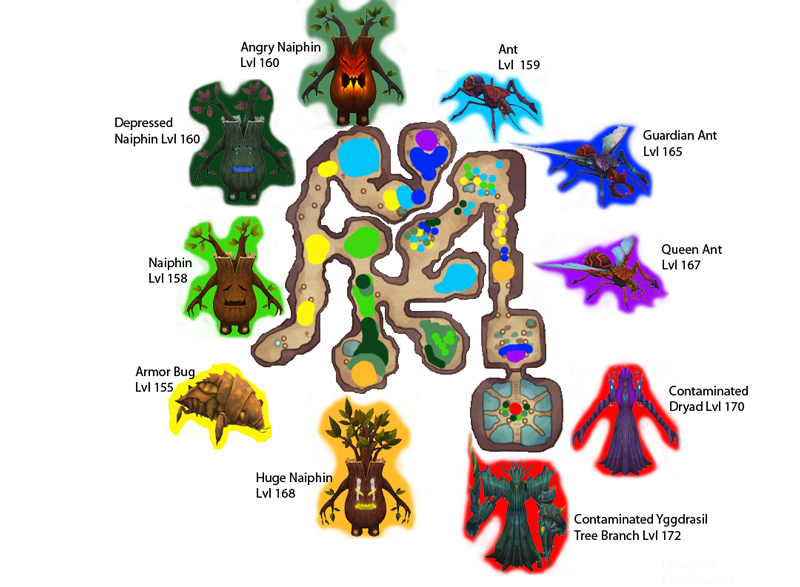 Angry Naiphin
Lvl 160
Ant
Lvl 159
Depressed
Naiphin Lvl 160
Guardian Ant
Lvl 165
Naiphin
Lvl 158
Queen Ant
Lvl 167
Armor Bug
Lvl 155
Contaminated
Dryad Lvl 170
Huge Naiphin
Lvl 168
Contaminated Yggdrasil
Tree Branch Lvl 172